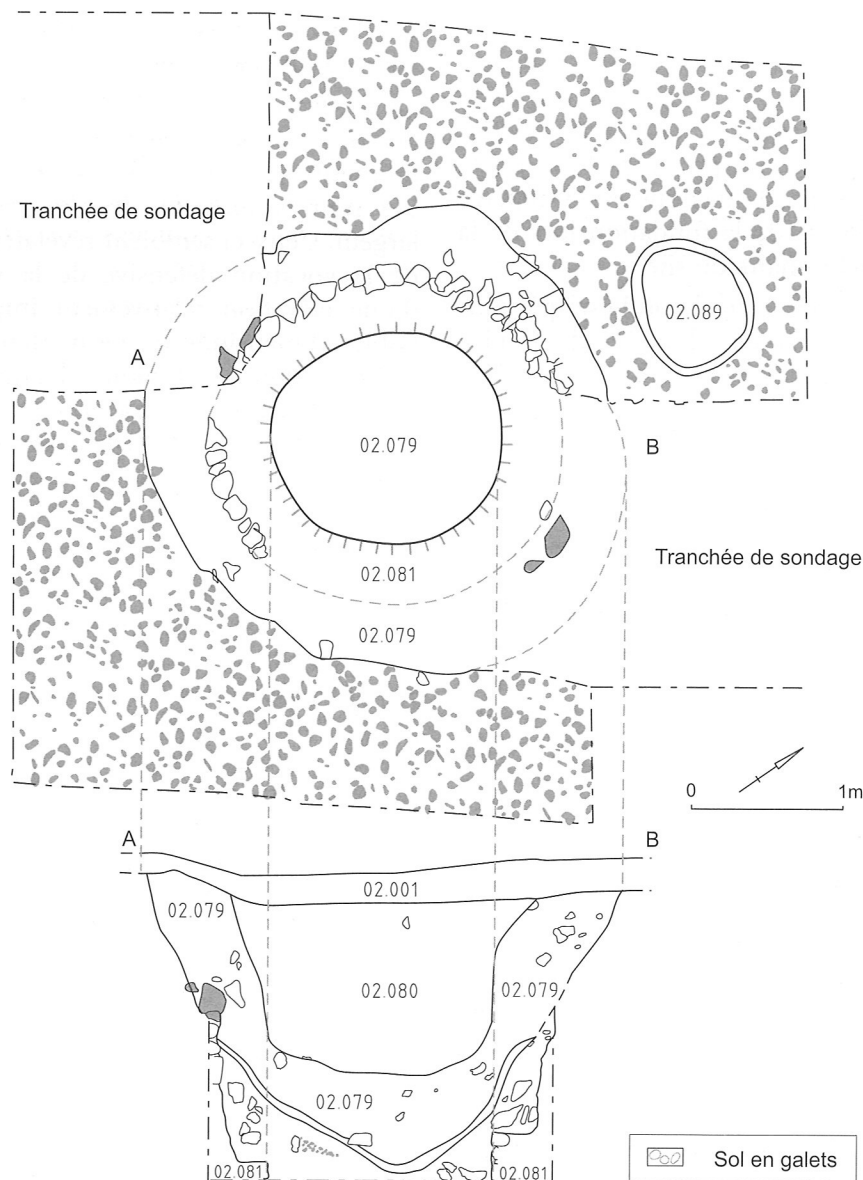 Tranchée de sondage
02.089
A
02.079
B
Tranchée de sondage
02.081
02.079
0 1m
A B
02.001
02.079
02.080
02.079
02.079
02.081 02.081
Sol en galets